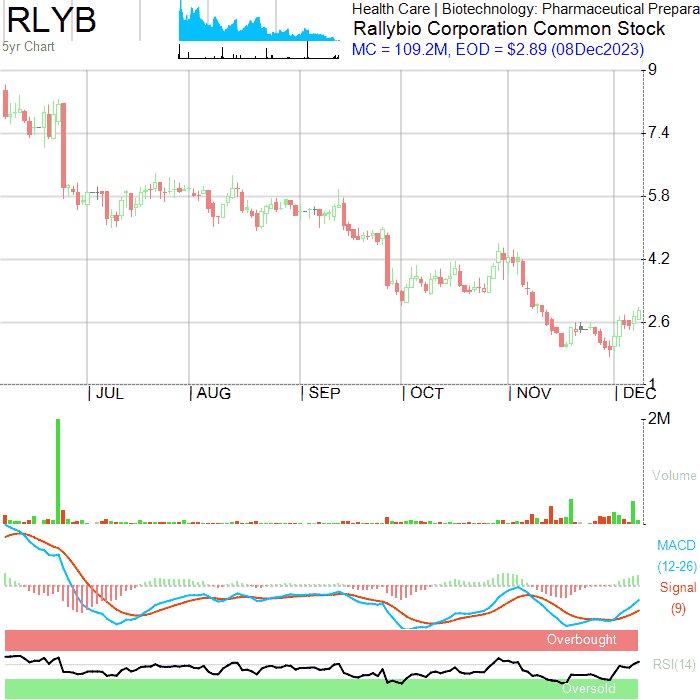 RLYB
5yr Chart
Health Care | Biotechnology: Pharmaceutical Prepara
Rallybio Corporation Common Stock
MC = 109.2M, EOD = $2.89 (08Dec2023)
9
7.4
5.8
4.2
2.6
1
JUL AUG SEP OCT NOV DEC
2M
Volume
MACD
(12-26)
Signal
(9)
Overbought
RSI(14)
Oversold